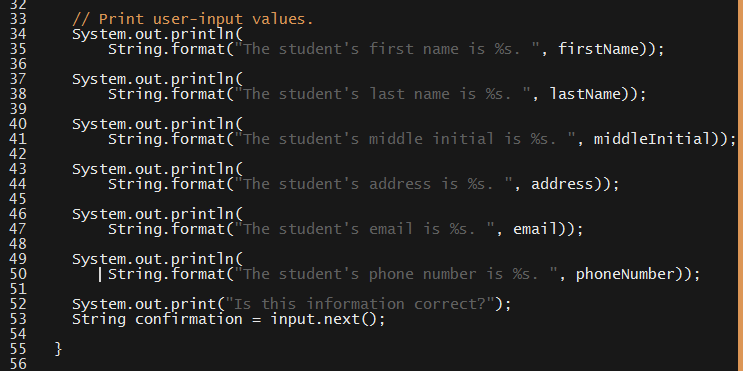 32
33 // Print user-input values.
34 System.out.println(
35 String.format("The student's first name is %s. ", firstName));
36
37 System.out.println(
38 String.format("The student's last name is %s. ", lastName));
39
40 System.out.println(
41 String.format("The student's middle initial is %s. ", middleInitial));
42
43 System.out.println(
44 String.format("The student's address is %s. ", address));
45
46 System.out.println(
47 String.format("The student's email is %s. ", email));
48
49 System.out.println(
50 String.format("The student's phone number is %s. ", phoneNumber));
51
52 System.out.print("Is this information correct?");
53 String confirmation = input.next();
54
55 }
56